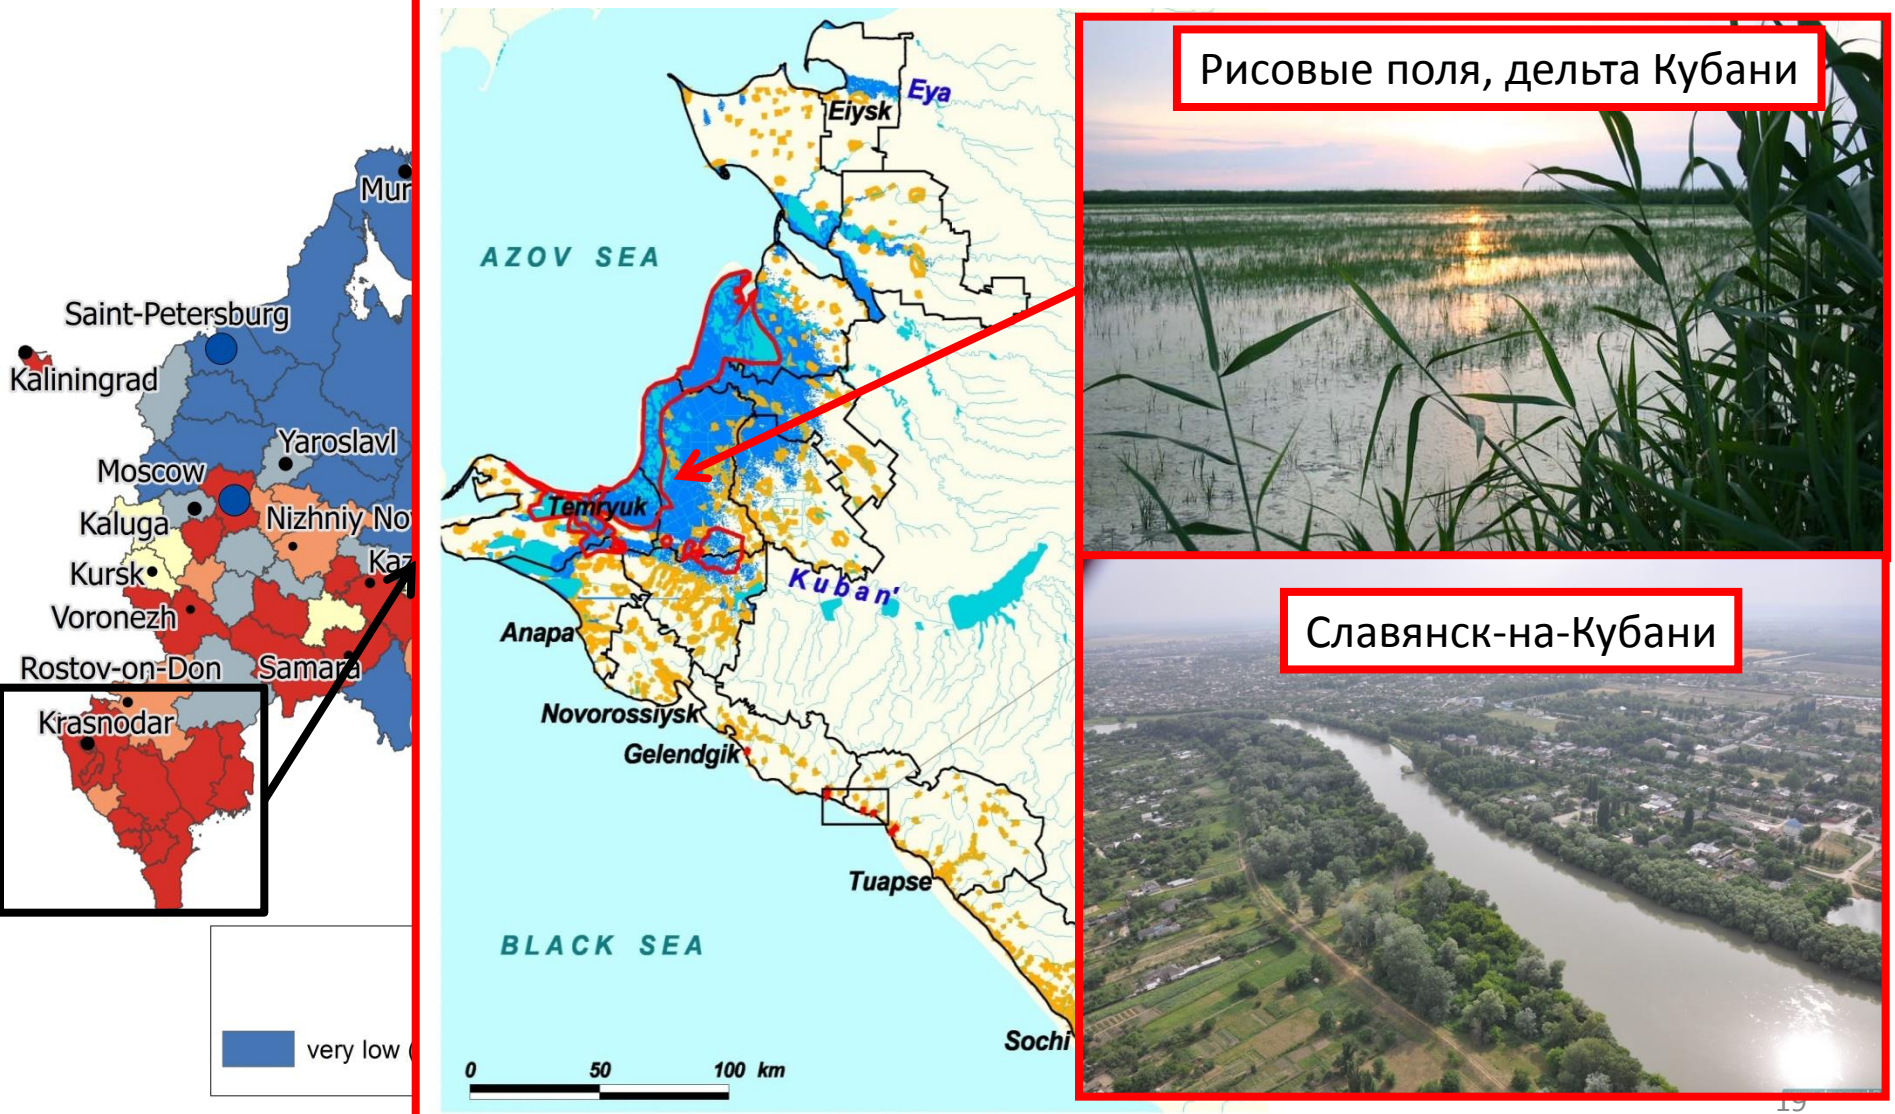 Mur
Saint-Petersburg
Kaliningrad
Yaroslavl
Moscow
Kaluga
Nizhniy Nov
Kursk
Kaz
Voronezh
Rostov-on-Don
Samara
Krasnodar
very low (
Eya
Eiysk
AZOV SEA
Temryuk
Kuban'
Anapa
Novorossiysk
Gelendgik
Tuapse
BLACK SEA
Sochi
0 50 100 km
Рисовые поля, дельта Кубани
Славянск-на-Кубани
19